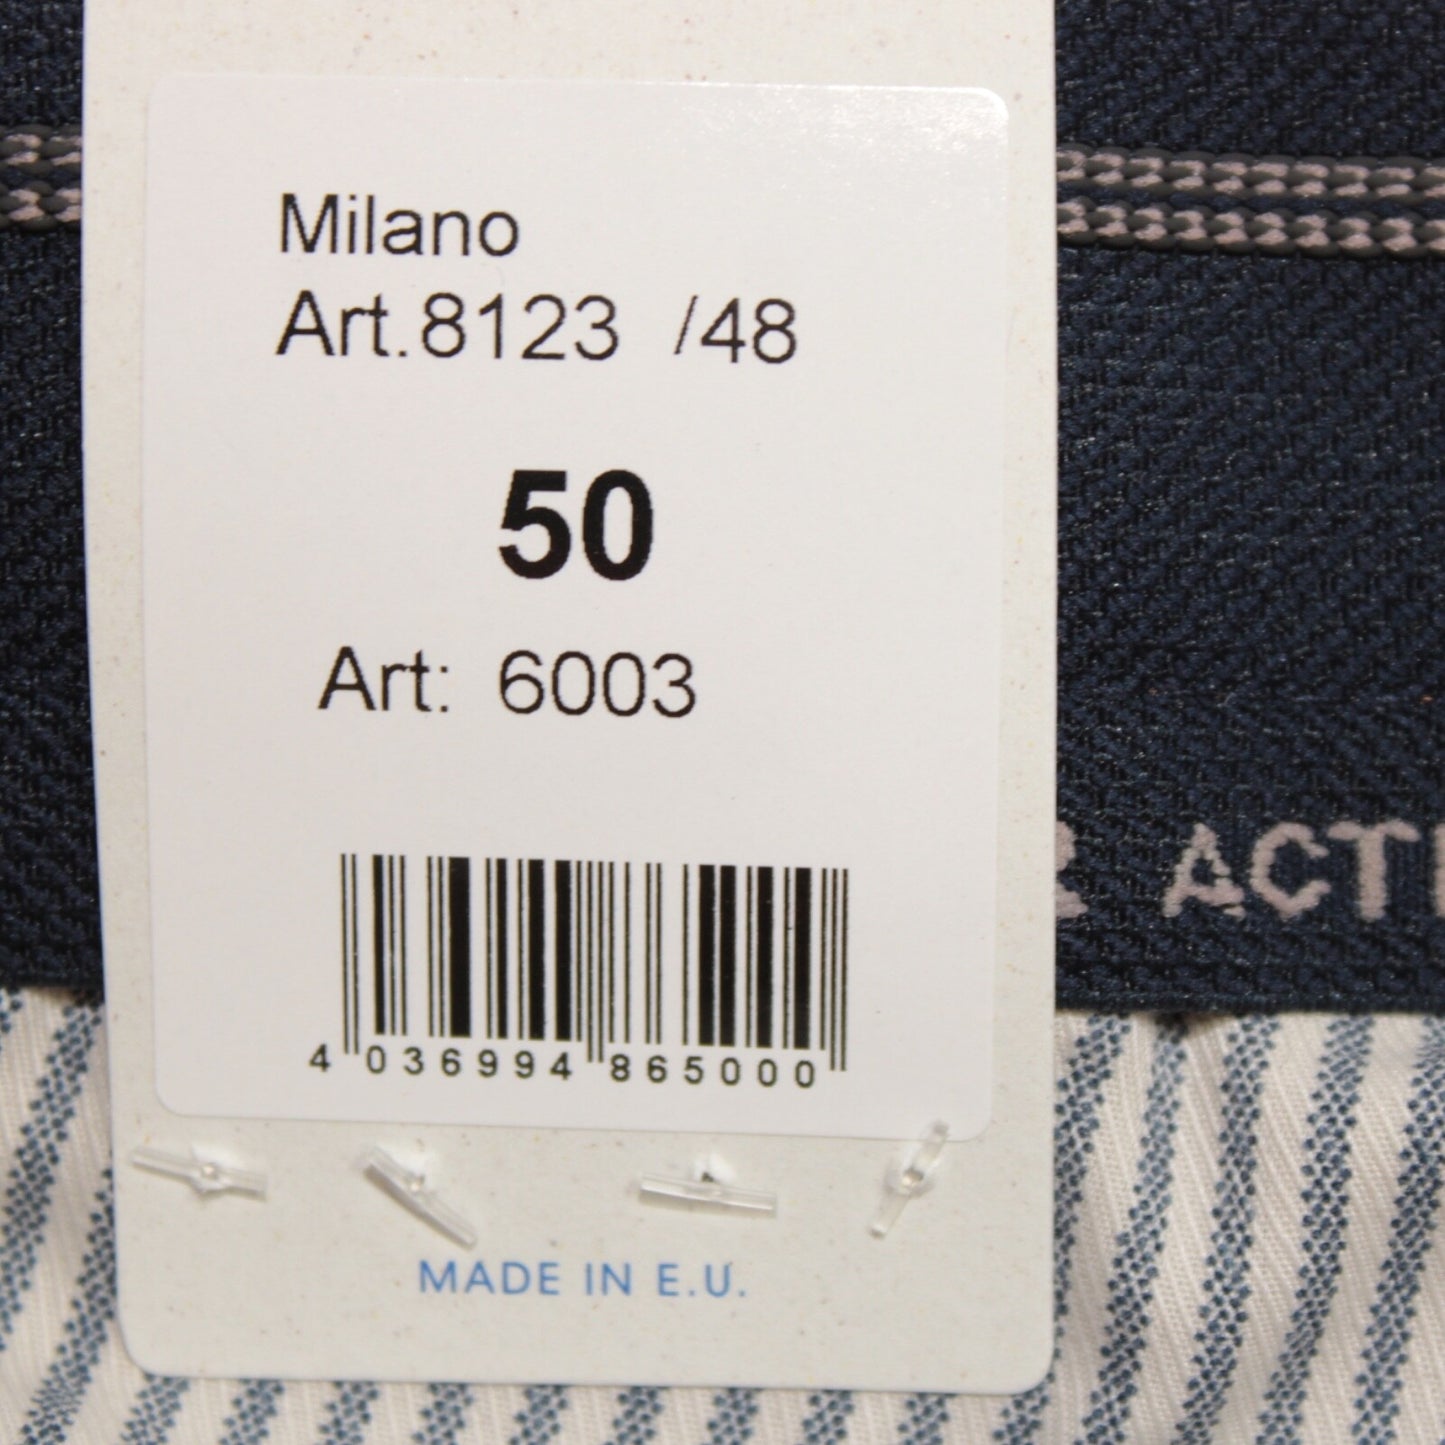 Milano
Art.8123 /48
50
Art: 6003
4 036994 865000
MADE IN E.U.